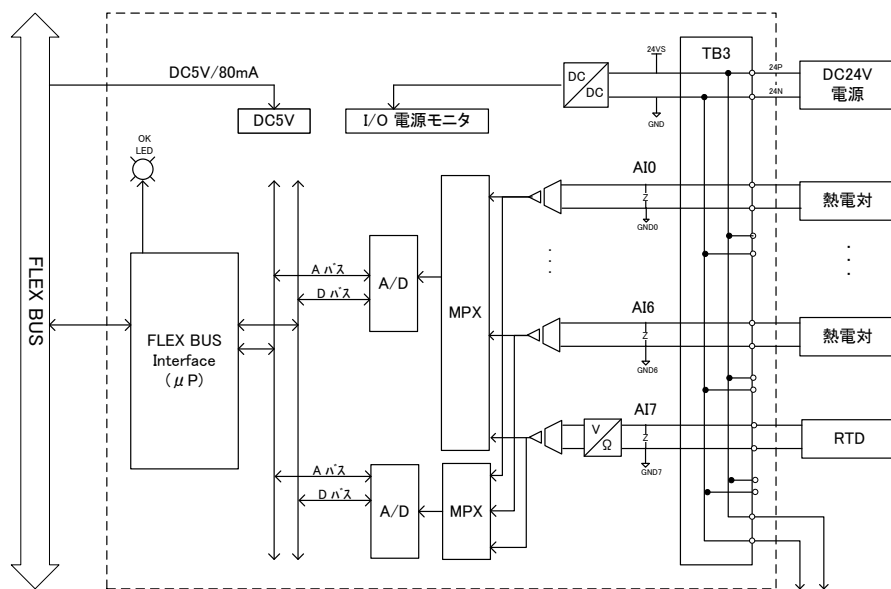 DC5V/80mA
DC5V
I/O 電源モニタ
DC
DC
24VS
GND
TB3
24P
24N
DC24V
電源
OK
LED
FLEX BUS
FLEX BUS
Interface
(μP)
A バス
D バス
A/D
MPX
AI0
Z
GND0
熱電対
AI6
Z
GND6
熱電対
AI7
V
Ω
Z
GND7
RTD
A バス
D バス
A/D
MPX